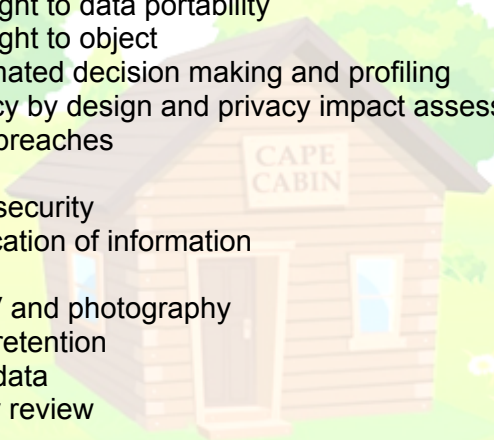 ght to data portability
ght to object
nated decision making and profiling
cy by design and privacy impact assess
breaches
CAPE
CABIN
security
cation of information
and photography
retention
data
review